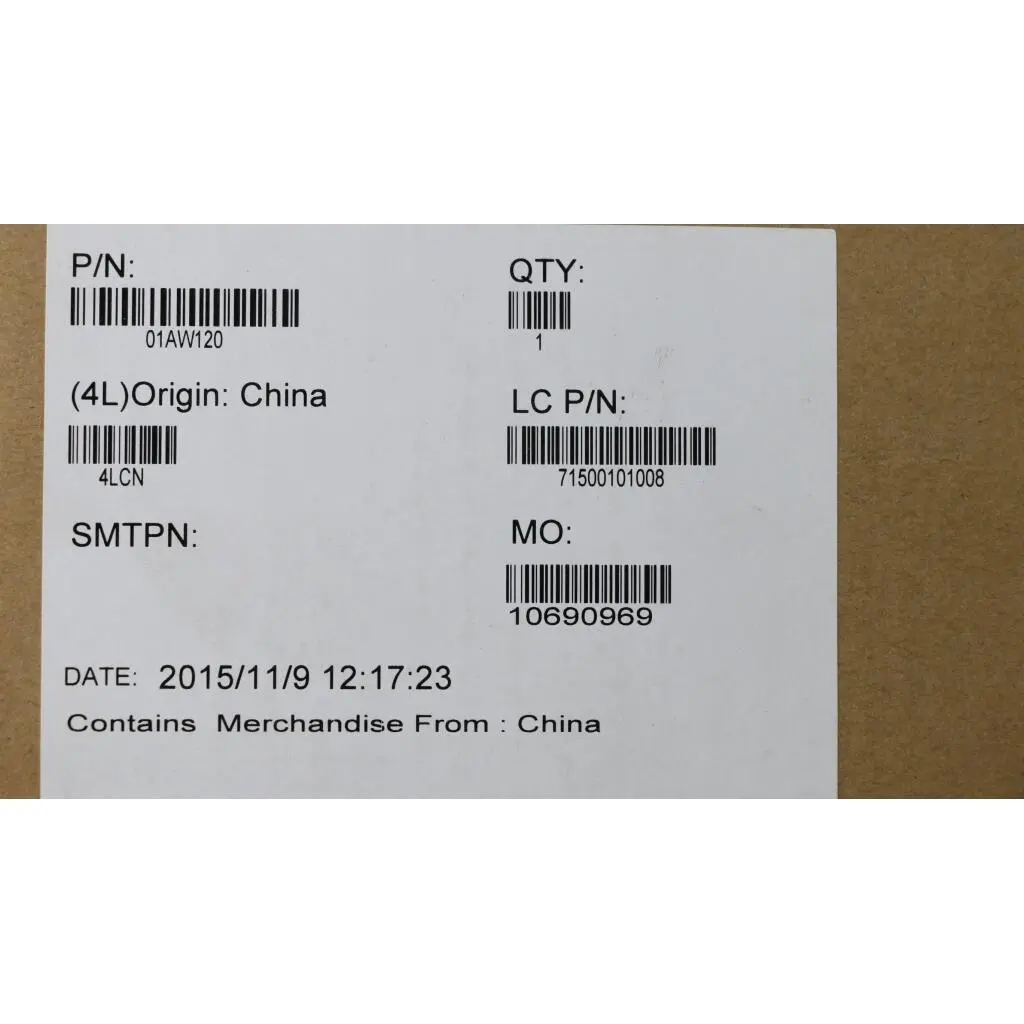 P/N:
01AW120
QTY:
1
(4L)Origin: China
4LCN
LC P/N:
71500101008
SMTPN:
MO:
10690969
DATE: 2015/11/9 12:17:23
Contains Merchandise From : China